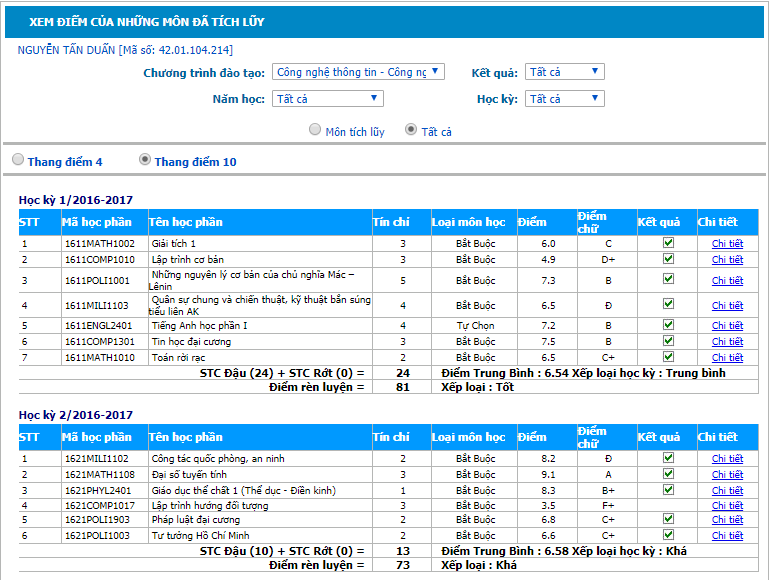 XEM ĐIỂM CỦA NHỮNG MÔN ĐÃ TÍCH LŨY
NGUYỄN TẤN DUẨN [Mã số: 42.01.104.214]
Chương trình đào tạo: Công nghệ thông tin - Công ng Kết quả: Tất cả
Năm học: Tất cả Học kỳ: Tất cả
Môn tích lũy Tất cả
Thang điểm 4 Thang điểm 10
Học kỳ 1/2016-2017
STT Mã học phần Tên học phần Tín chỉ Loại môn học Điểm Điểm chữ Kết quả Chi tiết
1 1611MATH1002 Giải tích 1 3 Bắt Buộc 6.0 C Chi tiết
2 1611COMP1010 Lập trình cơ bản 3 Bắt Buộc 4.9 D+ Chi tiết
3 1611POLI1001 Những nguyên lý cơ bản của chủ nghĩa Mác – Lênin 5 Bắt Buộc 7.3 B Chi tiết
4 1611MILI1103 Quân sự chung và chiến thuật, kỹ thuật bắn súng tiểu liên AK 4 Bắt Buộc 6.5 Đ Chi tiết
5 1611ENGL2401 Tiếng Anh học phần I 4 Tự Chọn 7.2 B Chi tiết
6 1611COMP1301 Tin học đại cương 3 Bắt Buộc 7.5 B Chi tiết
7 1611MATH1010 Toán rời rạc 2 Bắt Buộc 6.5 C+ Chi tiết
STC Đậu (24) + STC Rớt (0) = 24 Điểm Trung Bình : 6.54 Xếp loại học kỳ : Trung bình
Điểm rèn luyện = 81 Xếp loại : Tốt
Học kỳ 2/2016-2017
STT Mã học phần Tên học phần Tín chỉ Loại môn học Điểm Điểm chữ Kết quả Chi tiết
1 1621MILI1102 Công tác quốc phòng, an ninh 2 Bắt Buộc 8.2 Đ Chi tiết
2 1621MATH1108 Đại số tuyến tính 3 Bắt Buộc 9.1 A Chi tiết
3 1621PHYL2401 Giáo dục thể chất 1 (Thể dục - Điền kinh) 1 Bắt Buộc 8.3 B+ Chi tiết
4 1621COMP1017 Lập trình hướng đối tượng 3 Bắt Buộc 3.5 F+ Chi tiết
5 1621POLI1903 Pháp luật đại cương 2 Bắt Buộc 6.8 C+ Chi tiết
6 1621POLI1003 Tư tưởng Hồ Chí Minh 2 Bắt Buộc 6.6 C+ Chi tiết
STC Đậu (10) + STC Rớt (0) = 13 Điểm Trung Bình : 6.58 Xếp loại học kỳ : Khá
Điểm rèn luyện = 73 Xếp loại : Khá